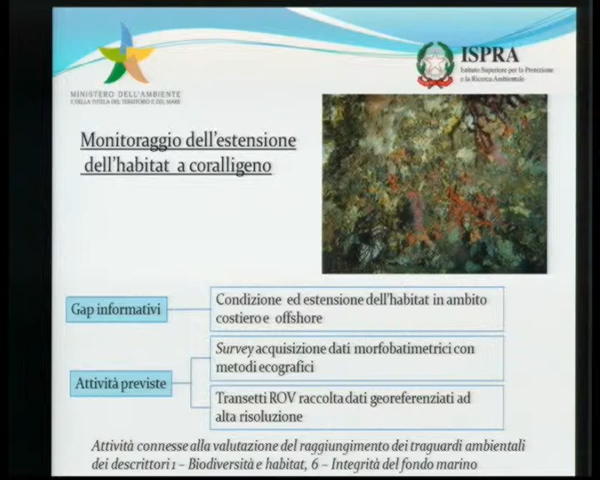 MINISTERO DELL'AMBIENTE
E DELLA TUTELA DEL TERRITORIO E DEL MARE
ISPRA
Istituto Superiore per la Protezione
e la Ricerca Ambientale
Monitoraggio dell'estensione
dell'habitat a coralligeno
Gap informativi
Condizione ed estensione dell'habitat in ambito
costiero e offshore
Attività previste
Survey acquisizione dati morfobatimetrici con
metodi ecografici
Transetti ROV raccolta dati georeferenziati ad
alta risoluzione
Attività connesse alla valutazione del raggiungimento dei traguardi ambientali
dei descrittori 1 – Biodiversità e habitat, 6 – Integrità del fondo marino